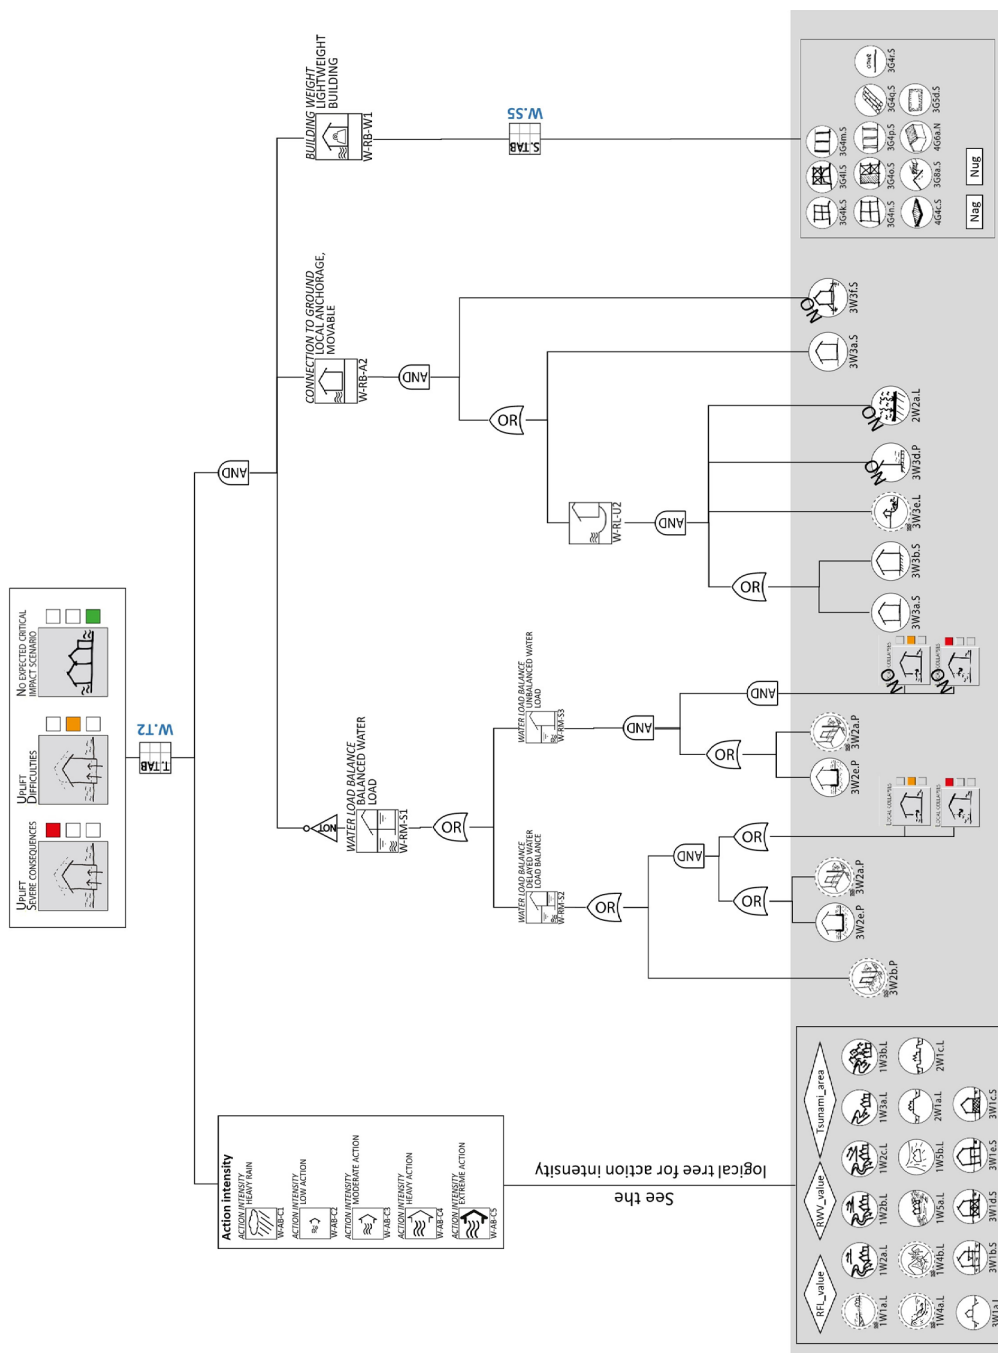 UPLIFT
SEVERE CONSEQUENCES
UPLIFT
DIFFICULTIES
NO EXPECTED CRITICAL
IMPACT SCENARIO
T.TAB
W.T2
Action intensity
ACTION INTENSITY
HEAVY RAIN
W-AB-C1
ACTION INTENSITY
LOW ACTION
W-AB-C2
ACTION INTENSITY
MODERATE ACTION
W-AB-C3
ACTION INTENSITY
HEAVY ACTION
W-AB-C4
ACTION INTENSITY
EXTREME ACTION
W-AB-C5
See the
logical tree for action intensity
AND
NOT
WATER LOAD BALANCE
BALANCED WATER
LOAD
W-RM-S1
OR
WATER LOAD BALANCE
DELAYED WATER
LOAD BALANCE
W-RM-S2
OR
AND
OR
OR
WATER LOAD BALANCE
UNBALANCED WATER
LOAD
W-RM-S3
AND
OR
AND
CONNECTION TO GROUND
LOCAL ANCHORAGE,
MOVABLE
W-RB-A2
AND
OR
W-RL-U2
AND
OR
BUILDING WEIGHT
LIGHTWEIGHT
BUILDING
W-RB-W1
S.TAB
W.S5
RFL_value
RWV_value
Tsunami_area
1W1a.L
1W2a.L
1W2b.L
1W2c.L
1W3a.L
1W3b.L
1W4a.L
1W4b.L
1W5a.L
1W5b.L
2W1a.L
2W1c.L
3W1a.L
3W1b.S
3W1d.S
3W1e.S
3W1c.S
3W2b.P
3W2e.P
3W2a.P
LOCAL COLLAPSES
LOCAL COLLAPSES
3W2e.P
3W2a.P
NO
NO
3W3a.S
3W3b.S
3W3e.L
NO
3W3d.P
NO
2W2a.L
3W3a.S
NO
3W3f.S
3G4k.S
3G4l.S
3G4m.S
3G4n.S
3G4o.S
3G4p.S
3G4q.S
3G4r.S
4G4c.S
3G8a.S
4G6a.N
3G5d.S
Nag
Nug